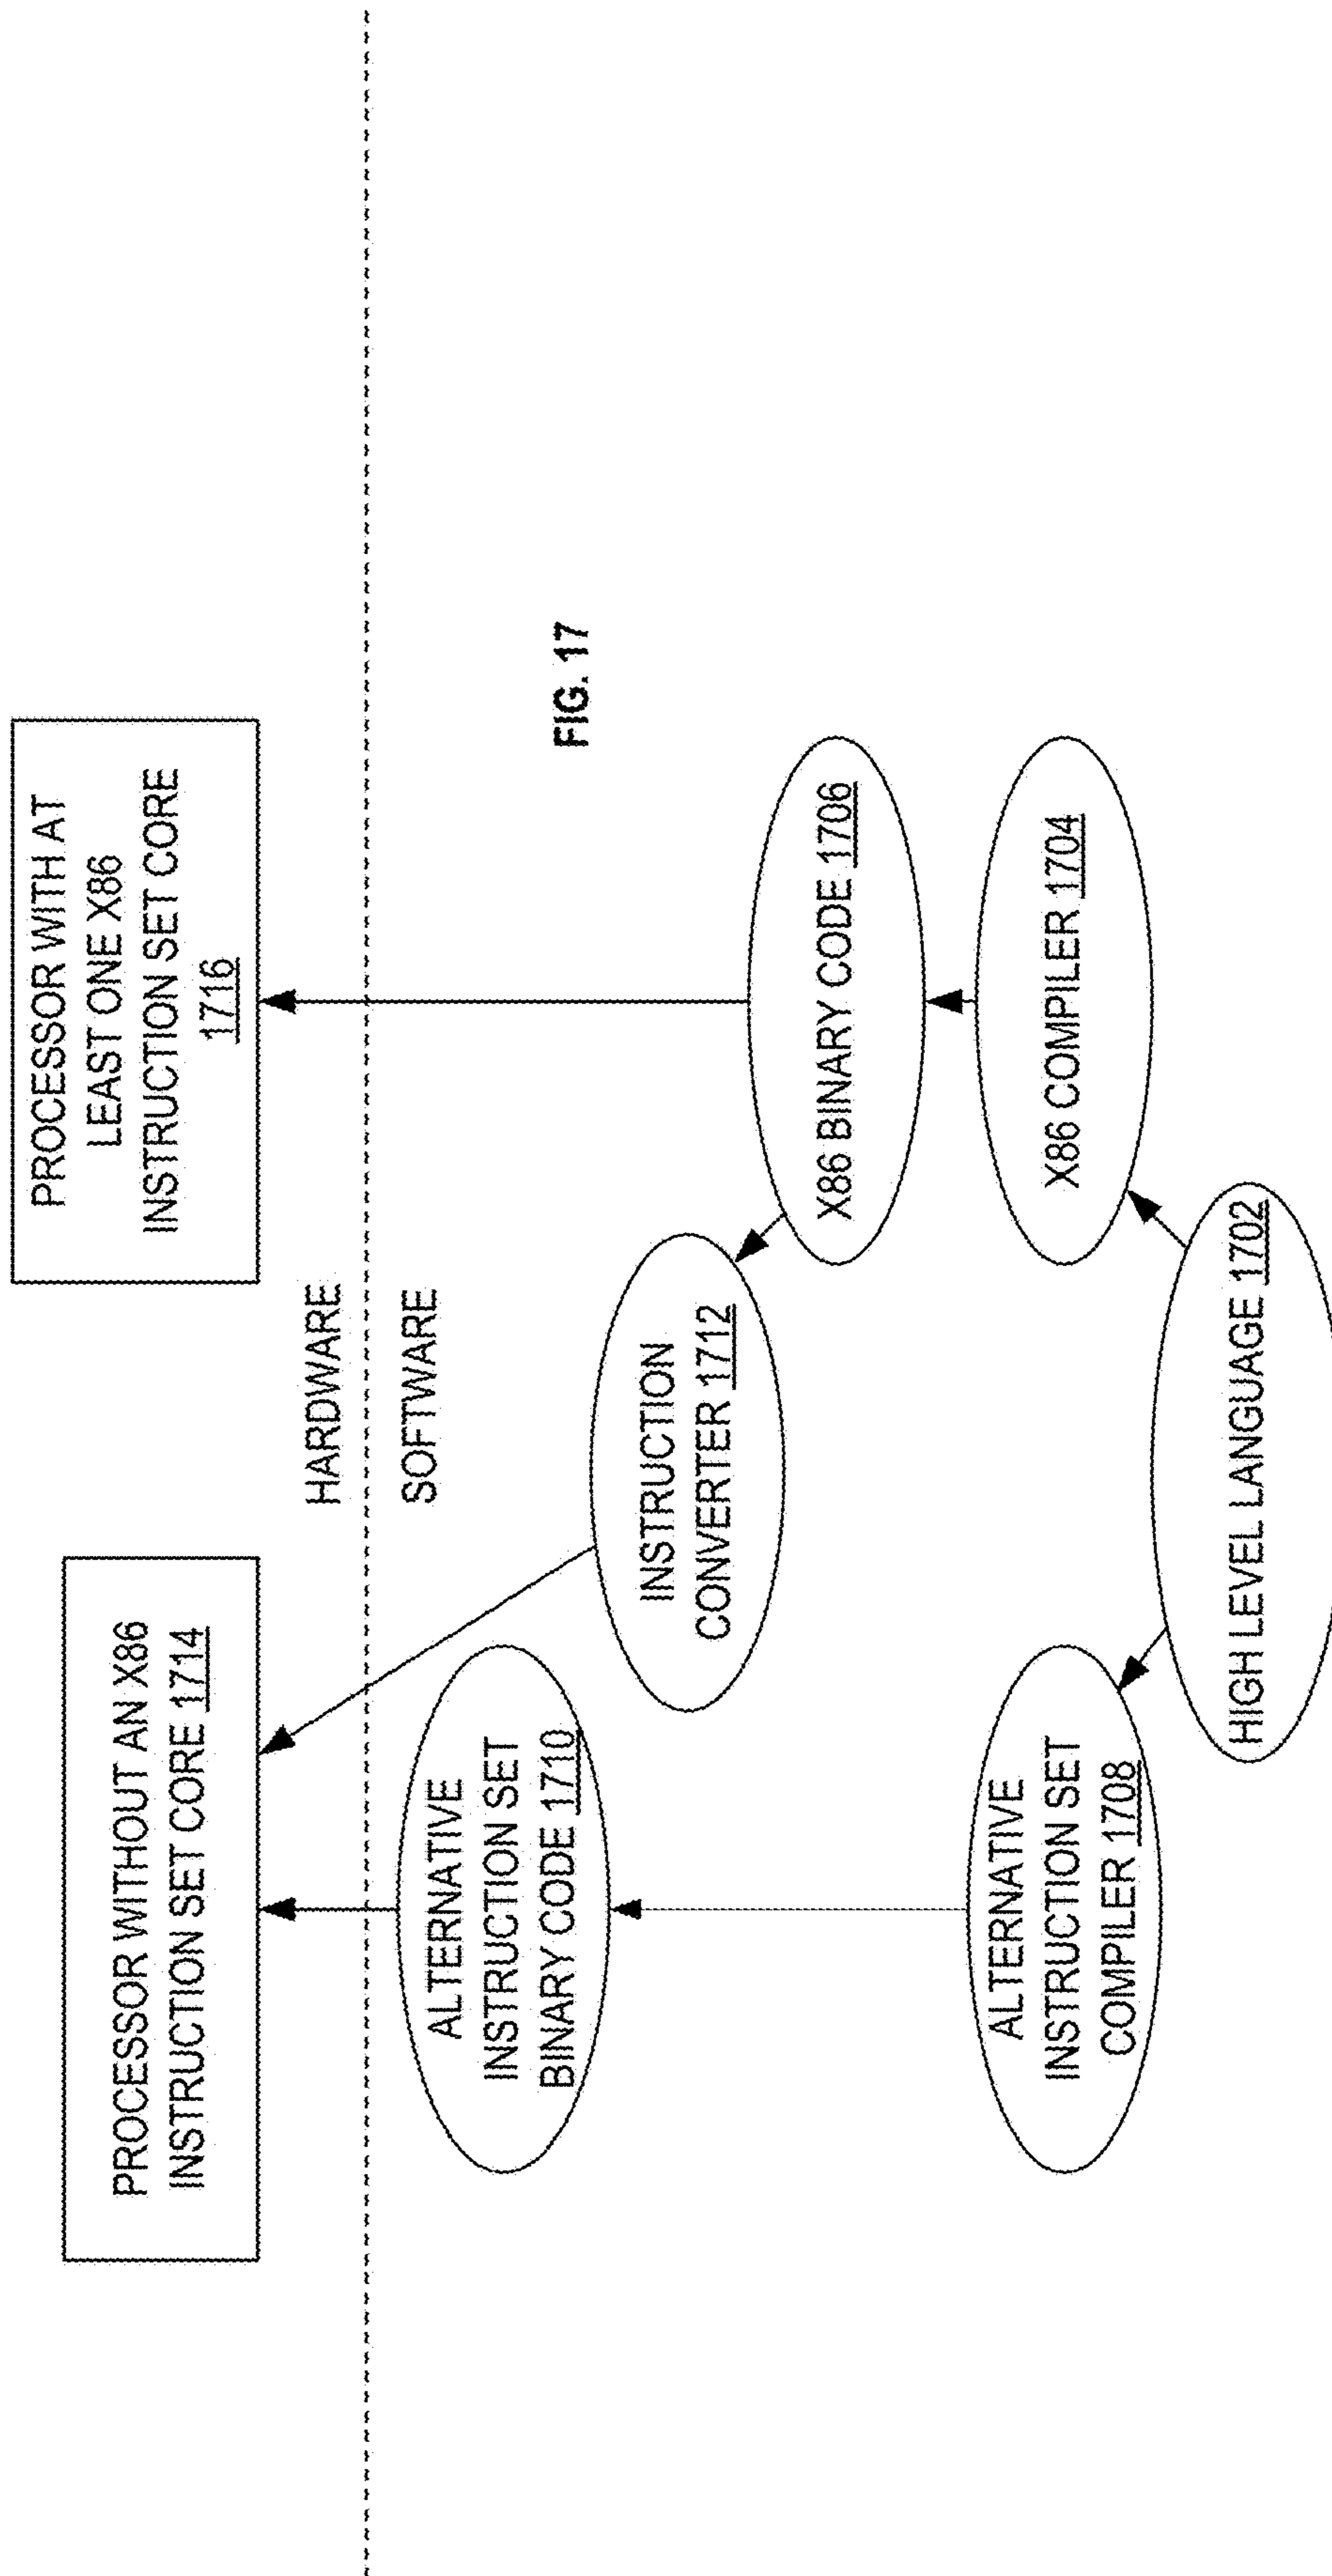 PROCESSOR WITHOUT AN X86
INSTRUCTION SET CORE 1714
PROCESSOR WITH AT
LEAST ONE X86
INSTRUCTION SET CORE
1716
HARDWARE
SOFTWARE
ALTERNATIVE
INSTRUCTION SET
BINARY CODE 1710
INSTRUCTION
CONVERTER 1712
FIG. 17
X86 BINARY CODE 1706
ALTERNATIVE
INSTRUCTION SET
COMPILER 1708
X86 COMPILER 1704
HIGH LEVEL LANGUAGE 1702